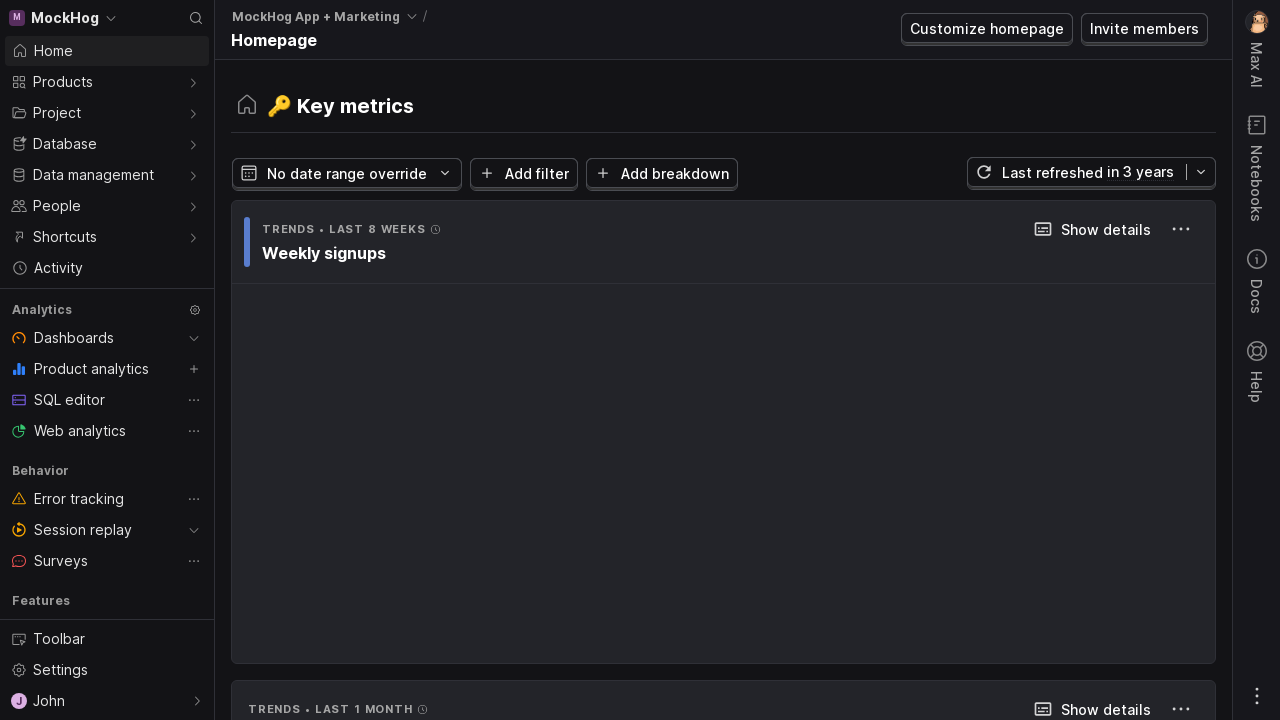 M MockHog
Home
Products
Project
Database
Data management
People
Shortcuts
Activity
Analytics
Dashboards
Product analytics
SQL editor
Web analytics
Behavior
Error tracking
Session replay
Surveys
Features
Toolbar
Settings
J John
MockHog App + Marketing /
Homepage
Customize homepage
Invite members
🔑 Key metrics
No date range override
Add filter
Add breakdown
Last refreshed in 3 years
TRENDS • LAST 8 WEEKS
Weekly signups
Show details
TRENDS • LAST 1 MONTH
Show details
Max AI
Notebooks
Docs
Help